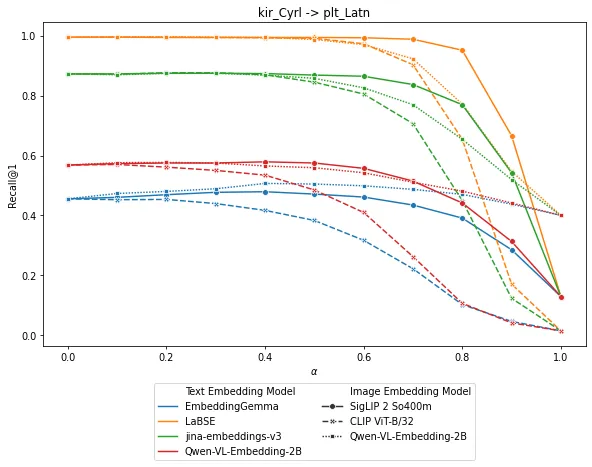 kir_Cyrl -> plt_Latn
Recall@1
1.0
0.8
0.6
0.4
0.2
0.0
0.0 0.2 0.4 0.6 0.8 1.0
α
Text Embedding Model
EmbeddingGemma
LaBSE
jina-embeddings-v3
Qwen-VL-Embedding-2B
Image Embedding Model
SigLIP 2 So400m
CLIP ViT-B/32
Qwen-VL-Embedding-2B